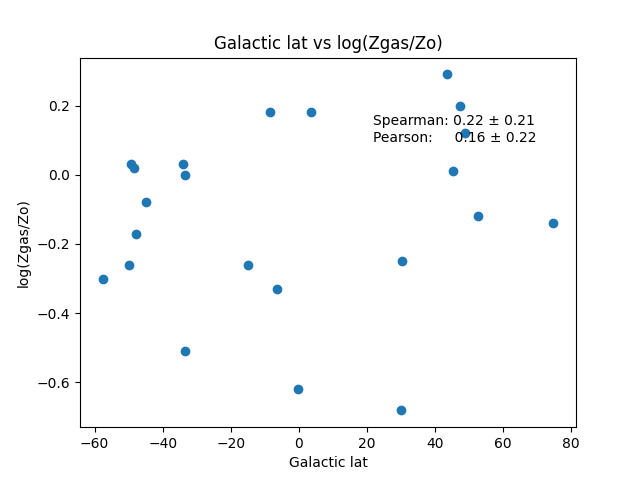 Galactic lat vs log(Zgas/Zo)
0.2
0.0
−0.2
−0.4
−0.6
log(Zgas/Zo)
Spearman: 0.22 ± 0.21
Pearson: 0.16 ± 0.22
−60 −40 −20 0 20 40 60 80
Galactic lat